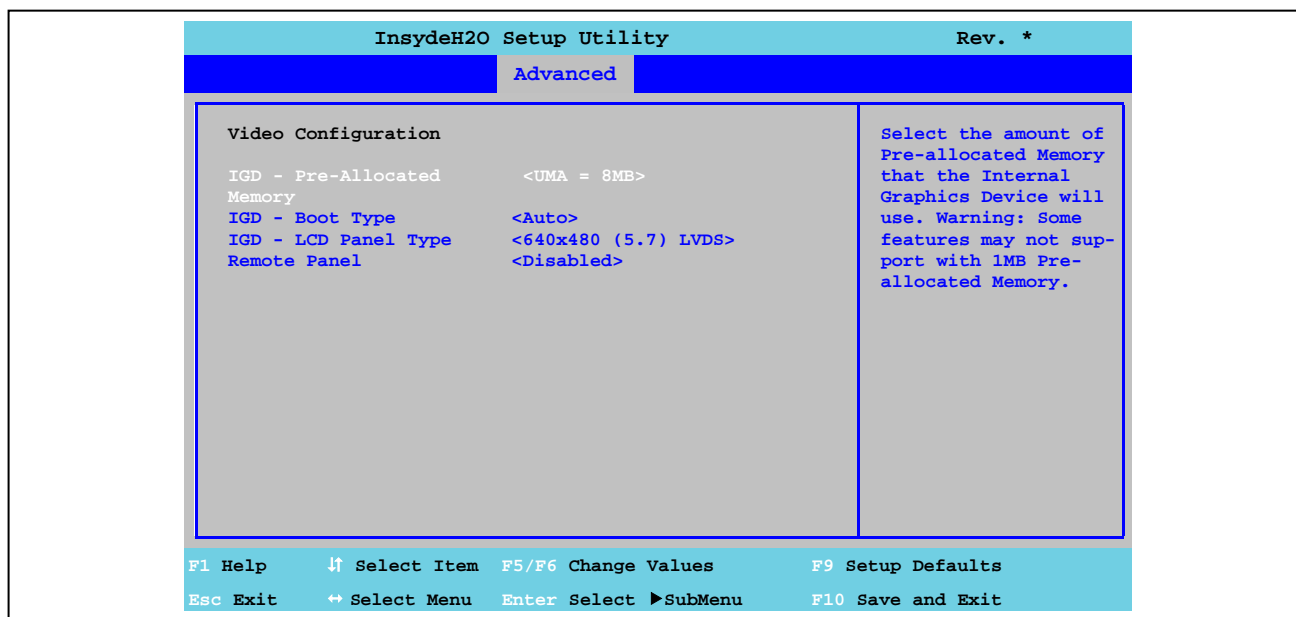 InsydeH2O Setup Utility Rev. *
Advanced
Video Configuration
IGD - Pre-Allocated Memory <UMA = 8MB>
IGD - Boot Type <Auto>
IGD - LCD Panel Type <640x480 (5.7) LVDS>
Remote Panel <Disabled>
Select the amount of
Pre-allocated Memory
that the Internal
Graphics Device will
use. Warning: Some
features may not sup-
port with 1MB Pre-
allocated Memory.
F1 Help ↓↑ Select Item F5/F6 Change Values F9 Setup Defaults
Esc Exit ↔ Select Menu Enter Select ▶SubMenu F10 Save and Exit